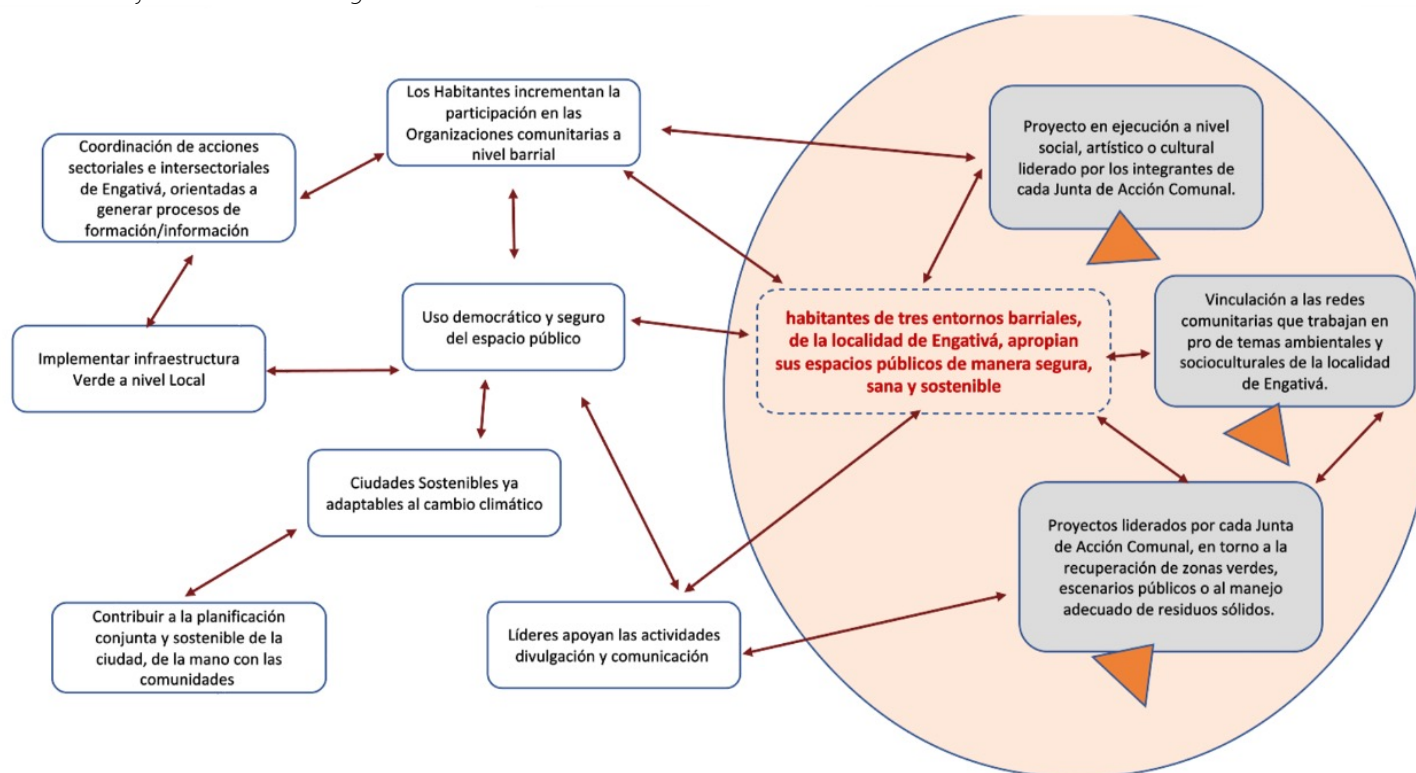 Los Habitantes incrementan la
participación en las
Organizaciones comunitarias a
nivel barrial
Coordinación de acciones
sectoriales e intersectoriales
de Engativá, orientadas a
generar procesos de
formación/información
Proyecto en ejecución a nivel
social, artístico o cultural
liderado por los integrantes de
cada Junta de Acción Comunal.
Uso democrático y seguro
del espacio público
habitantes de tres entornos barriales,
de la localidad de Engativá, apropian
sus espacios públicos de manera segura,
sana y sostenible
Vinculación a las redes
comunitarias que trabajan en
pro de temas ambientales y
socioculturales de la localidad
de Engativá.
Implementar infraestructura
Verde a nivel Local
Ciudades Sostenibles ya
adaptables al cambio climático
Proyectos liderados por cada Junta
de Acción Comunal, en torno a la
recuperación de zonas verdes,
escenarios públicos o al manejo
adecuado de residuos sólidos.
Contribuir a la planificación
conjunta y sostenible de la
ciudad, de la mano con las
comunidades
Líderes apoyan las actividades
divulgación y comunicación